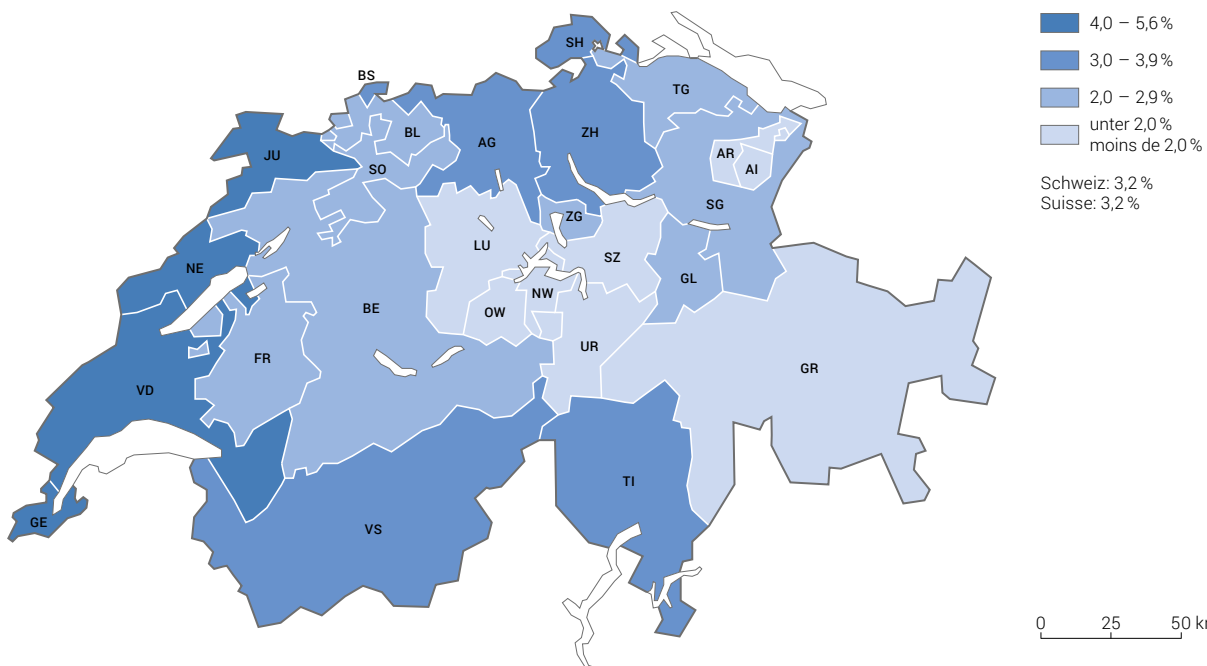 SH
BS
TG
BL
ZH
AG
JU
AR
SO
AI
SG
ZG
LU
SZ
NE
GL
NW
BE
OW
UR
FR
GR
VD
TI
GE
VS
4,0 – 5,6 %
3,0 – 3,9 %
2,0 – 2,9 %
unter 2,0 %
moins de 2,0 %
Schweiz: 3,2 %
Suisse: 3,2 %
0 25 50